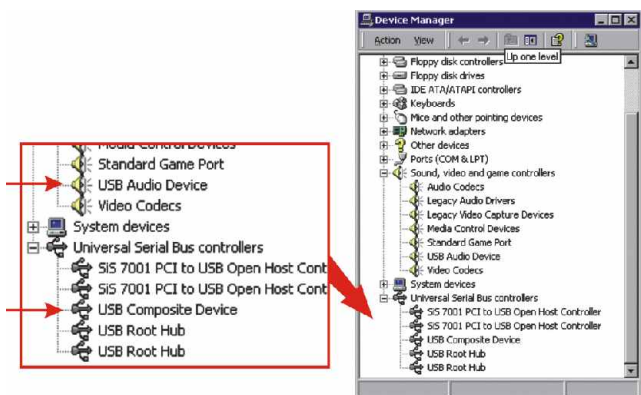 Media Control Devices
Standard Game Port
USB Audio Device
Video Codecs
System devices
Universal Serial Bus controllers
SiS 7001 PCI to USB Open Host Cont
SiS 7001 PCI to USB Open Host Cont
USB Composite Device
USB Root Hub
USB Root Hub
Device Manager
Action View
Up one level
Floppy disk controllers
Floppy disk drives
IDE ATA/ATAPI controllers
Keyboards
Mice and other pointing devices
Network adapters
Other devices
Ports (COM & LPT)
Sound, video and game controllers
Audio Codecs
Legacy Audio Drivers
Legacy Video Capture Devices
Media Control Devices
Standard Game Port
USB Audio Device
Video Codecs
System devices
Universal Serial Bus controllers
SiS 7001 PCI to USB Open Host Controller
SiS 7001 PCI to USB Open Host Controller
USB Composite Device
USB Root Hub
USB Root Hub